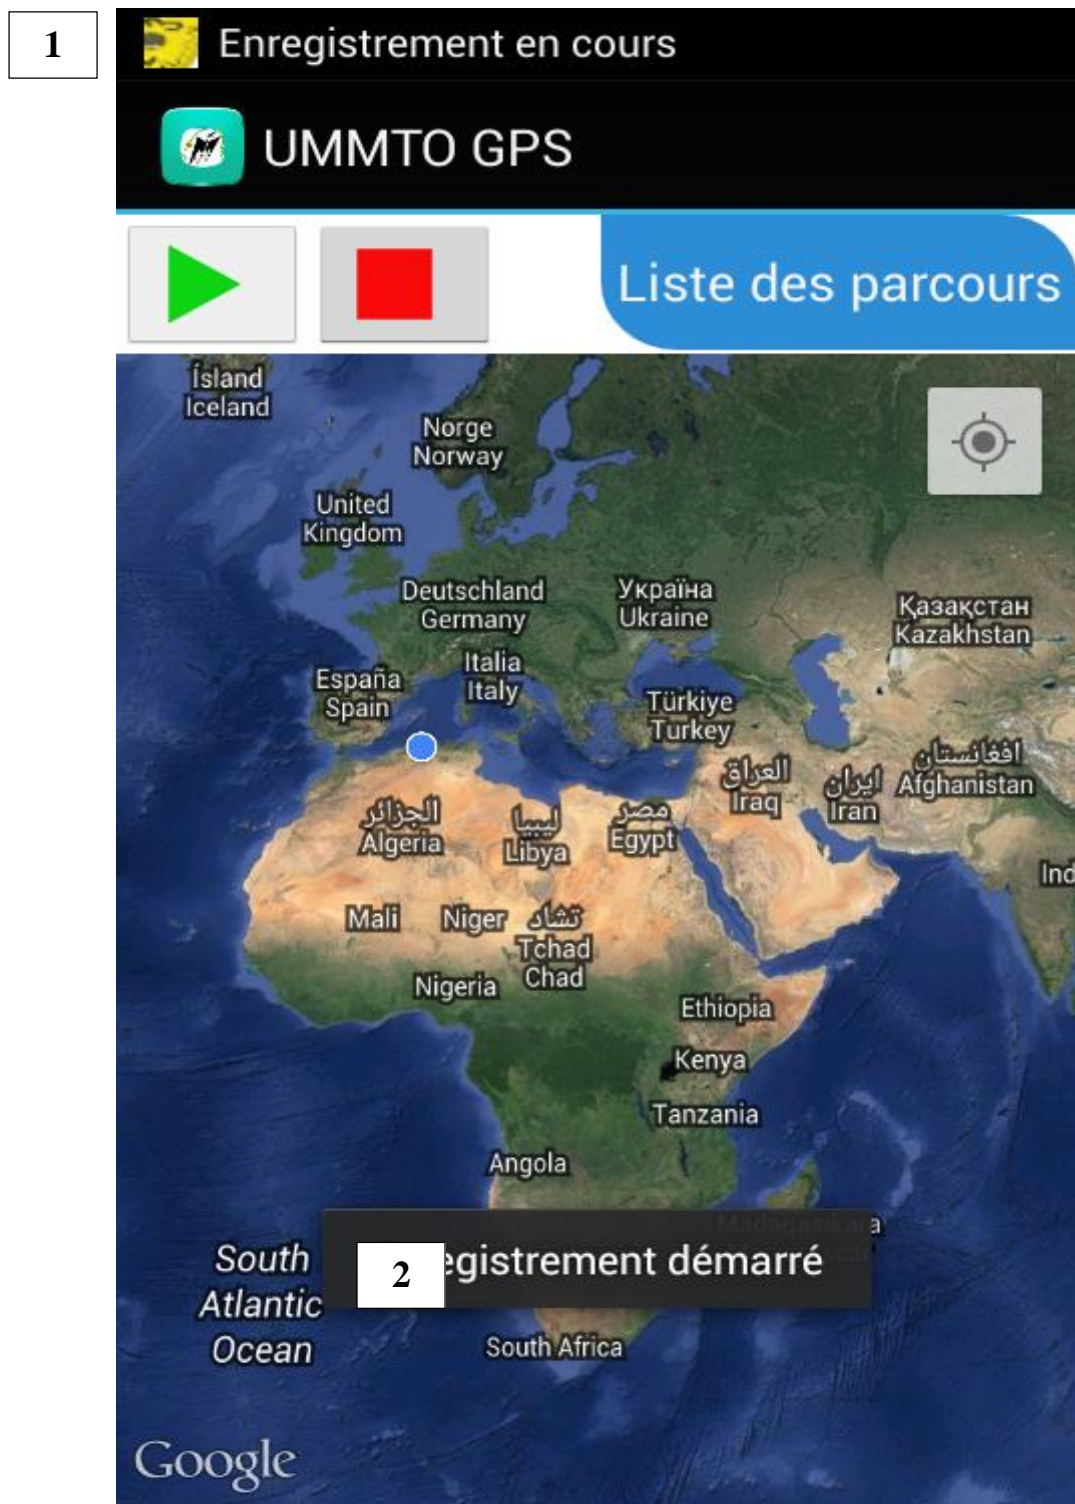 1
Enregistrement en cours
UMMTO GPS
Liste des parcours
Ísland
Iceland
Norge
Norway
United
Kingdom
Deutschland
Germany
Україна
Ukraine
Қазақстан
Kazakhstan
Italia
Italy
España
Spain
Türkiye
Turkey
العراق
Iraq
ایران
Iran
افغانستان
Afghanistan
الجزائر
Algeria
ليبيا
Libya
مصر
Egypt
Ind
Mali
Niger
تشاد
Tchad
Chad
Nigeria
Ethiopia
Kenya
Tanzania
Angola
2
egistrement démarré
South
Atlantic
Ocean
South Africa
Google